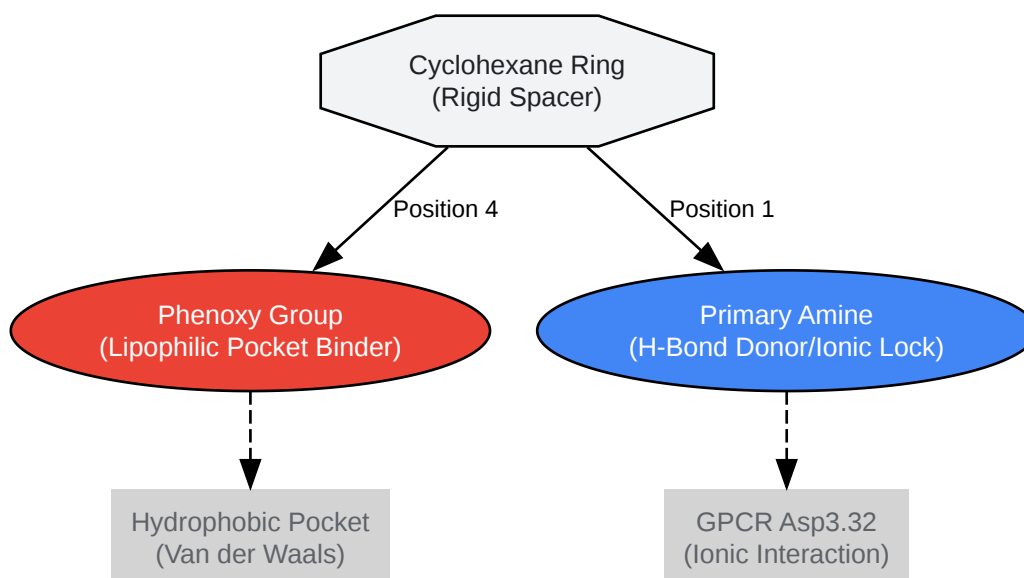 Cyclohexane Ring
(Rigid Spacer)
Position 4
Position 1
Phenoxy Group
(Lipophilic Pocket Binder)
Primary Amine
(H-Bond Donor/Ionic Lock)
Hydrophobic Pocket
(Van der Waals)
GPCR Asp3.32
(Ionic Interaction)